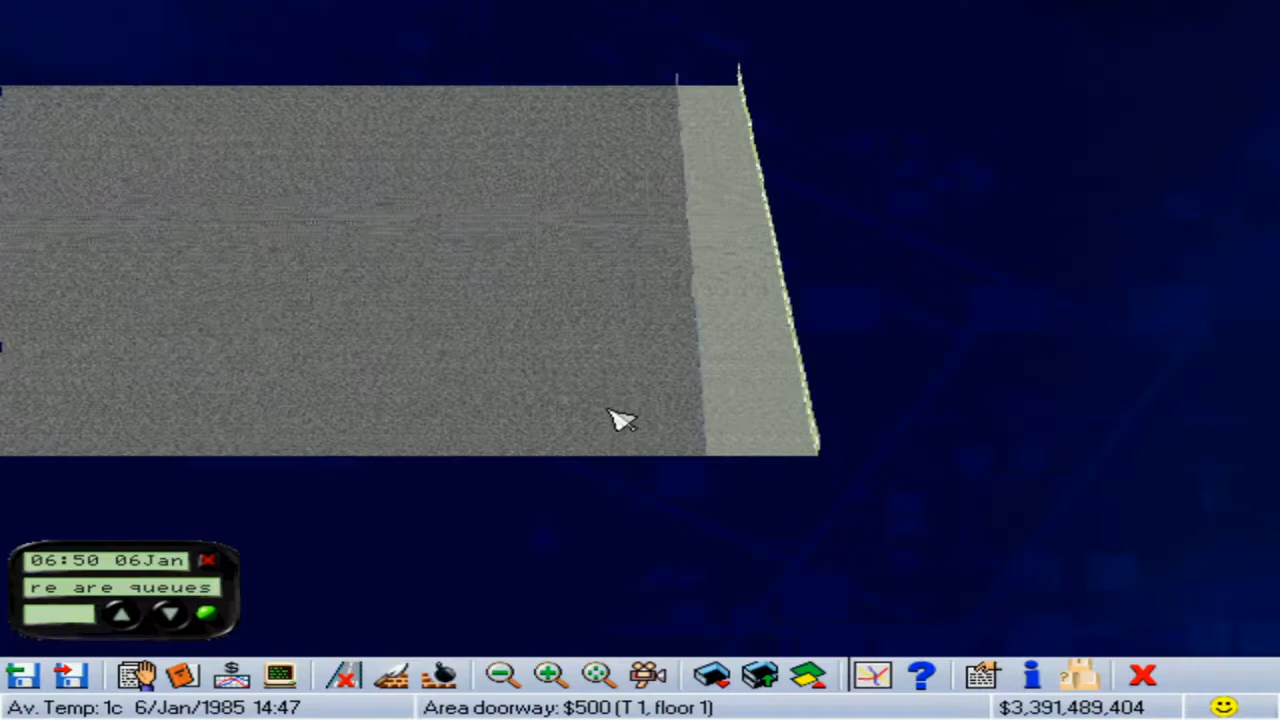 06:50 06Jan
re are queues
Av. Temp: 1c 6/Jan/1985 14:47
Area doorway: $500 (T 1, floor 1)
$3,391,489,404